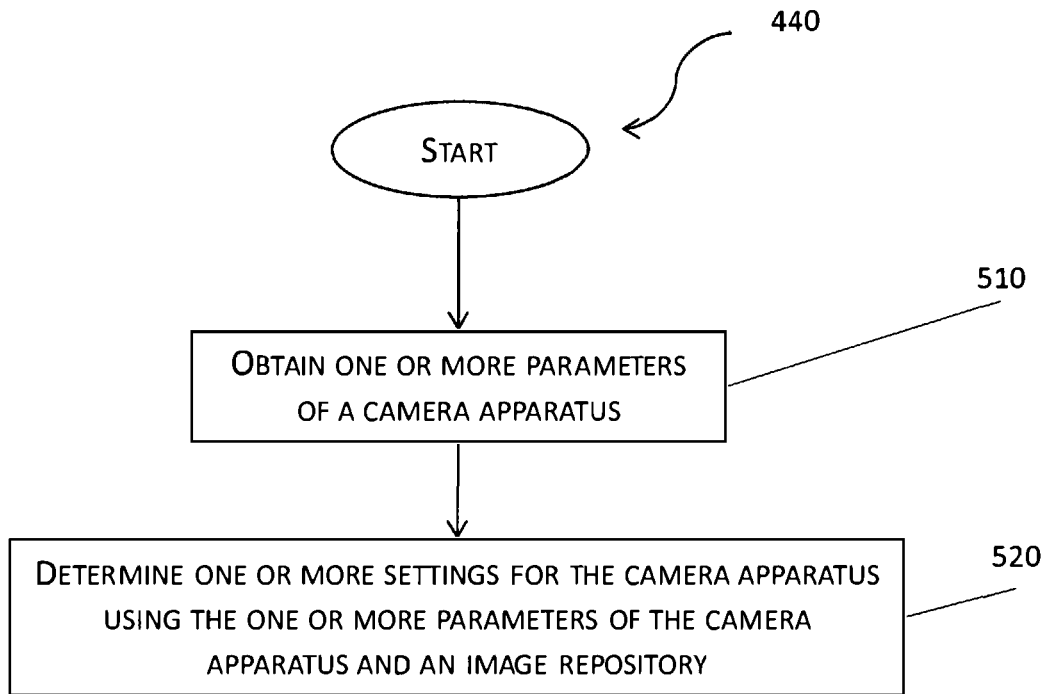 440
START
510
OBTAIN ONE OR MORE PARAMETERS
OF A CAMERA APPARATUS
520
DETERMINE ONE OR MORE SETTINGS FOR THE CAMERA APPARATUS
USING THE ONE OR MORE PARAMETERS OF THE CAMERA
APPARATUS AND AN IMAGE REPOSITORY